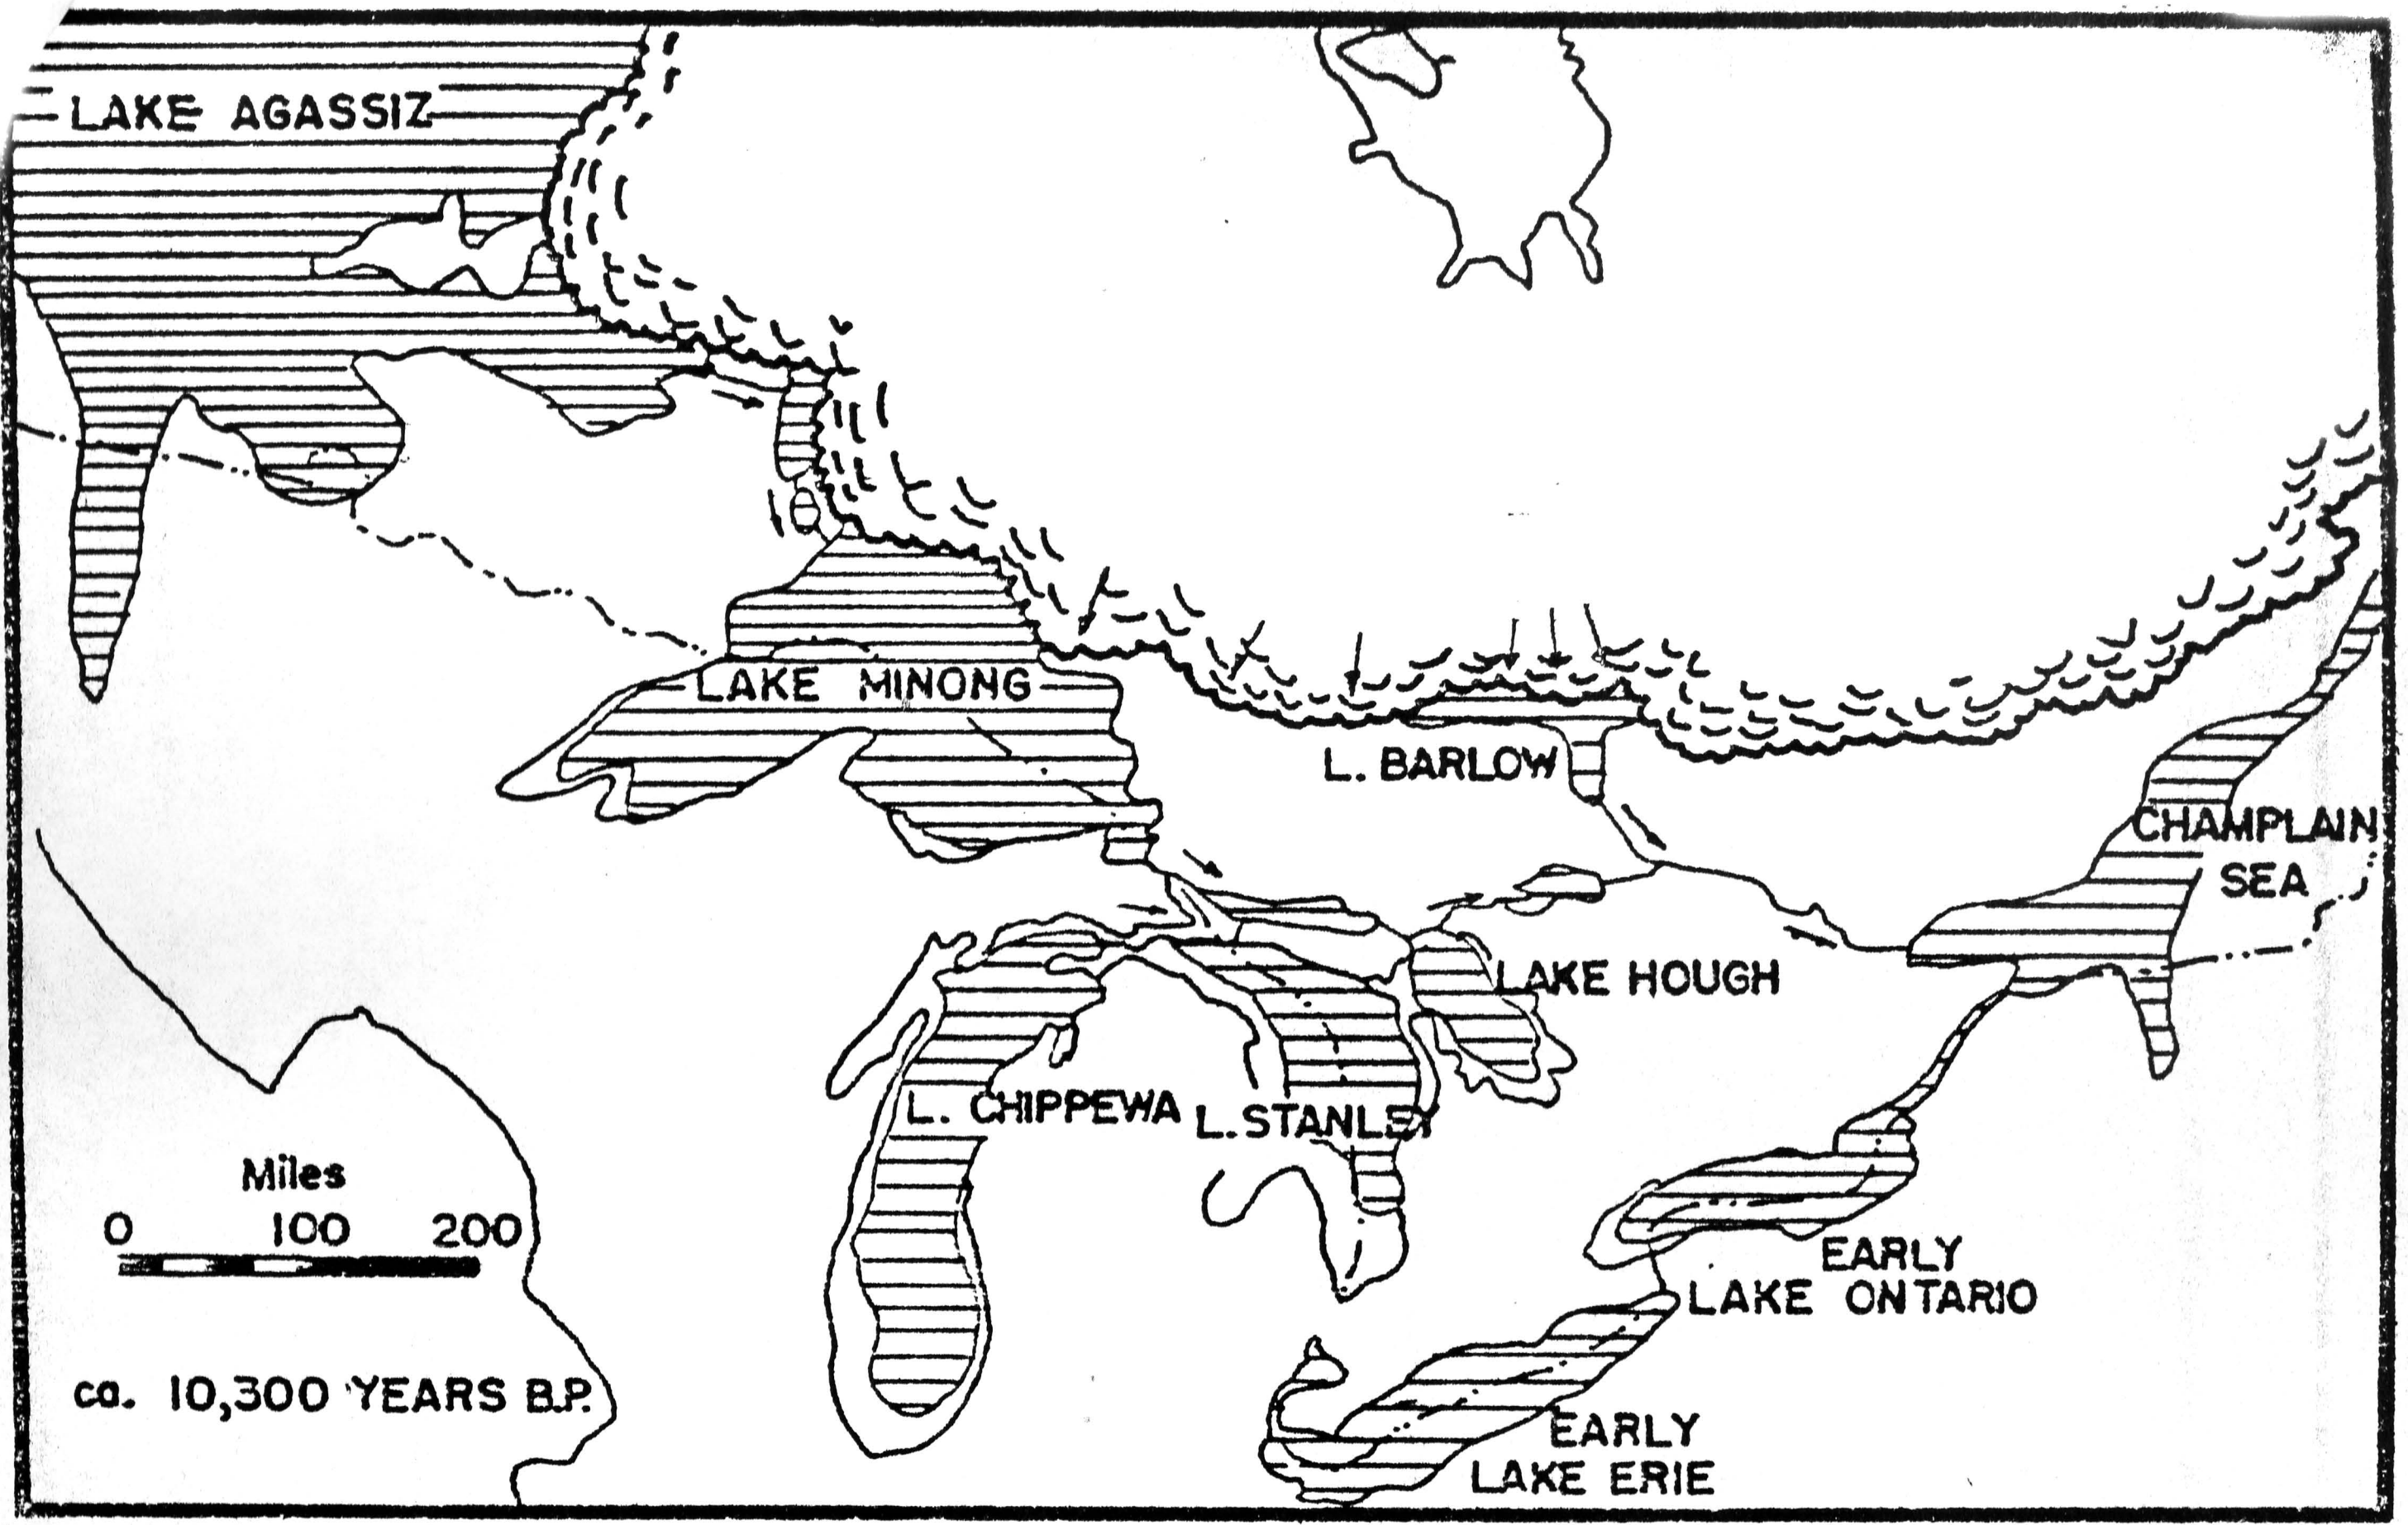 LAKE AGASSIZ
LAKE MINONG
L. BARLOW
CHAMPLAIN
SEA
LAKE HOUGH
L. CHIPPEWA
L. STANLEY
Miles
0 100 200
EARLY
LAKE ONTARIO
ca. 10,300 YEARS B.P.
EARLY
LAKE ERIE